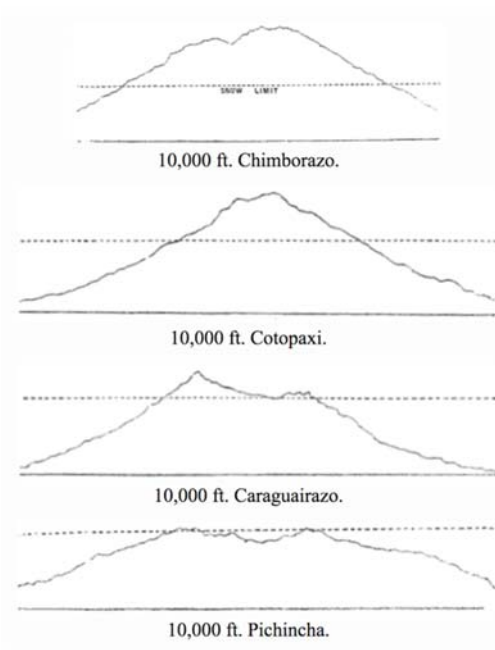 SNOW LIMIT
10,000 ft. Chimborazo.
10,000 ft. Cotopaxi.
10,000 ft. Caraguairazo.
10,000 ft. Pichincha.